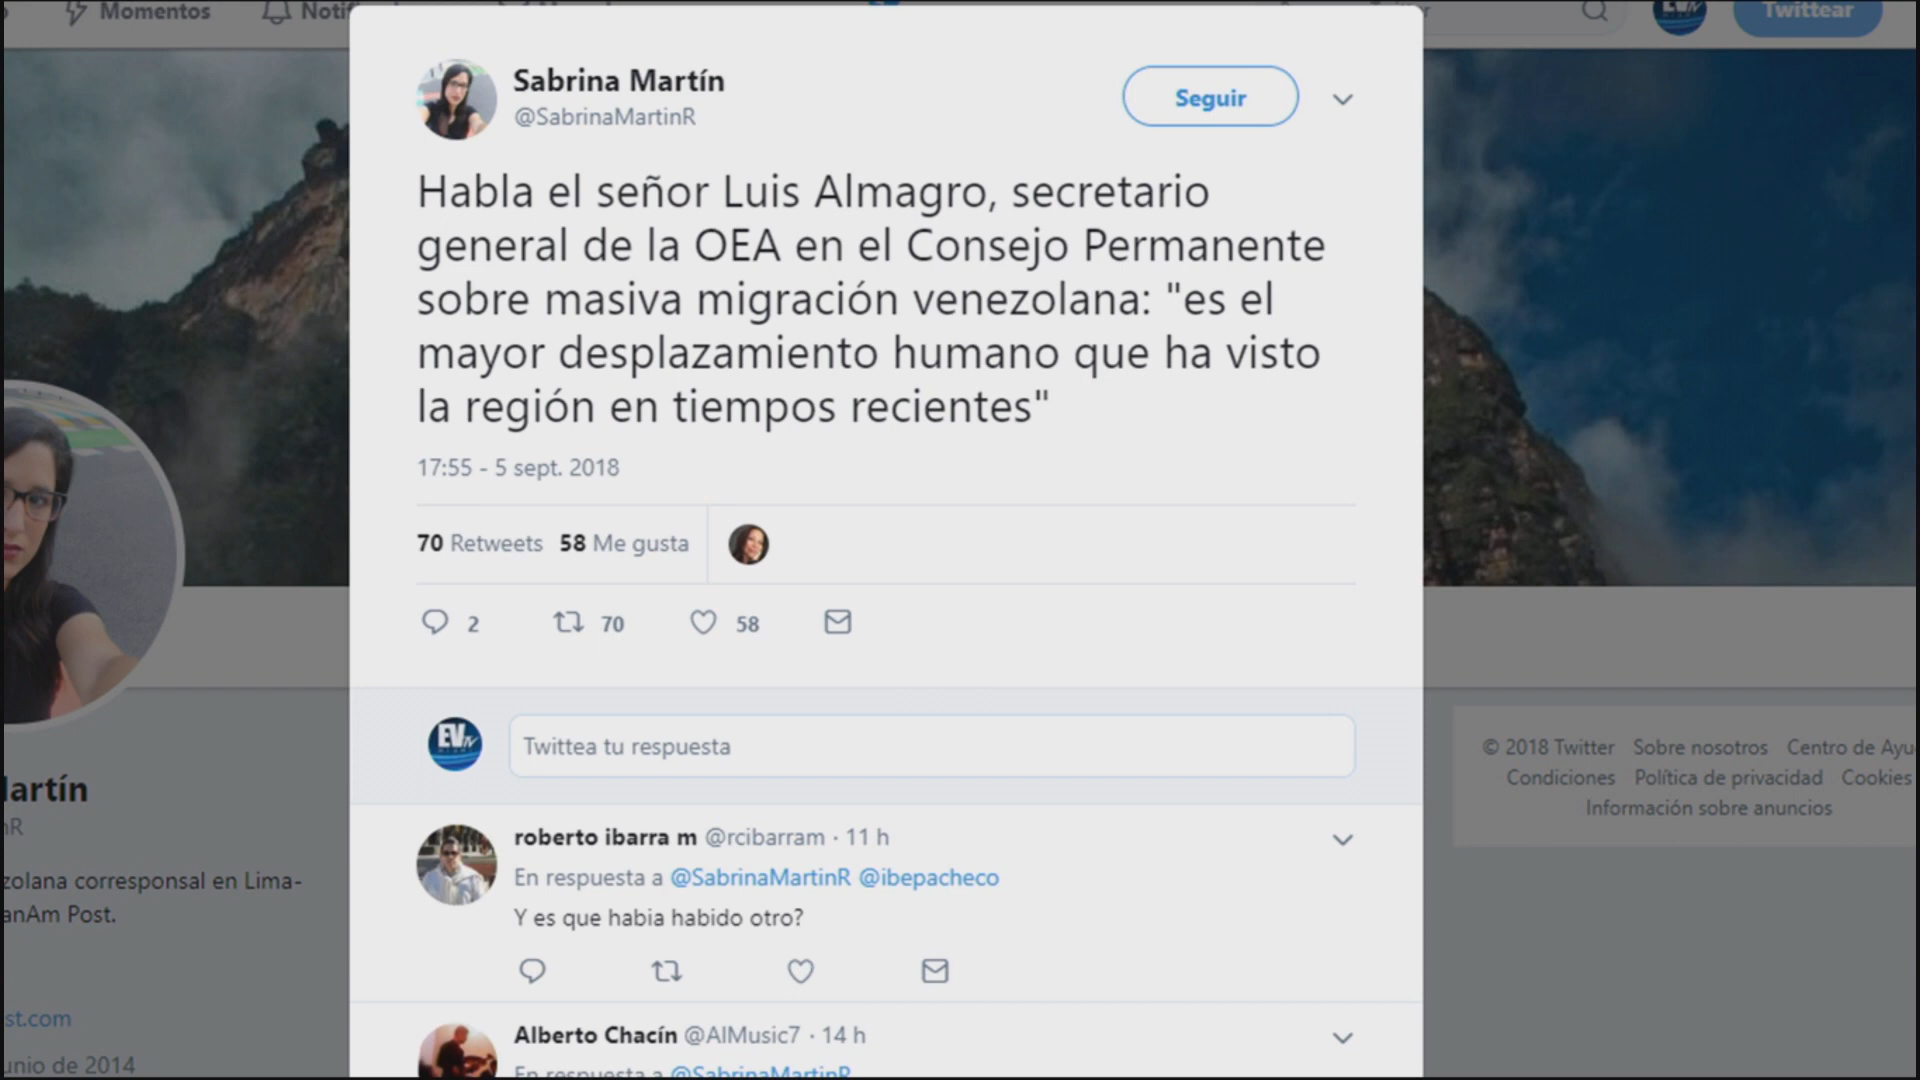 Momentos
Twittear
Sabrina Martín
@SabrinaMartinR
Seguir
Habla el señor Luis Almagro, secretario
general de la OEA en el Consejo Permanente
sobre masiva migración venezolana: "es el
mayor desplazamiento humano que ha visto
la región en tiempos recientes"
17:55 - 5 sept. 2018
70 Retweets 58 Me gusta
2 70 58
EVtv
Twittea tu respuesta
roberto ibarra m @rcibarram · 11 h
En respuesta a @SabrinaMartinR @ibepacheco
Y es que habia habido otro?
Alberto Chacín @AlMusic7 · 14 h
En respuesta a @SabrinaMartinR
artín
nR
zolana corresponsal en Lima-
anAm Post.
st.com
unio de 2014
© 2018 Twitter Sobre nosotros Centro de Ayu
Condiciones Política de privacidad Cookies
Información sobre anuncios